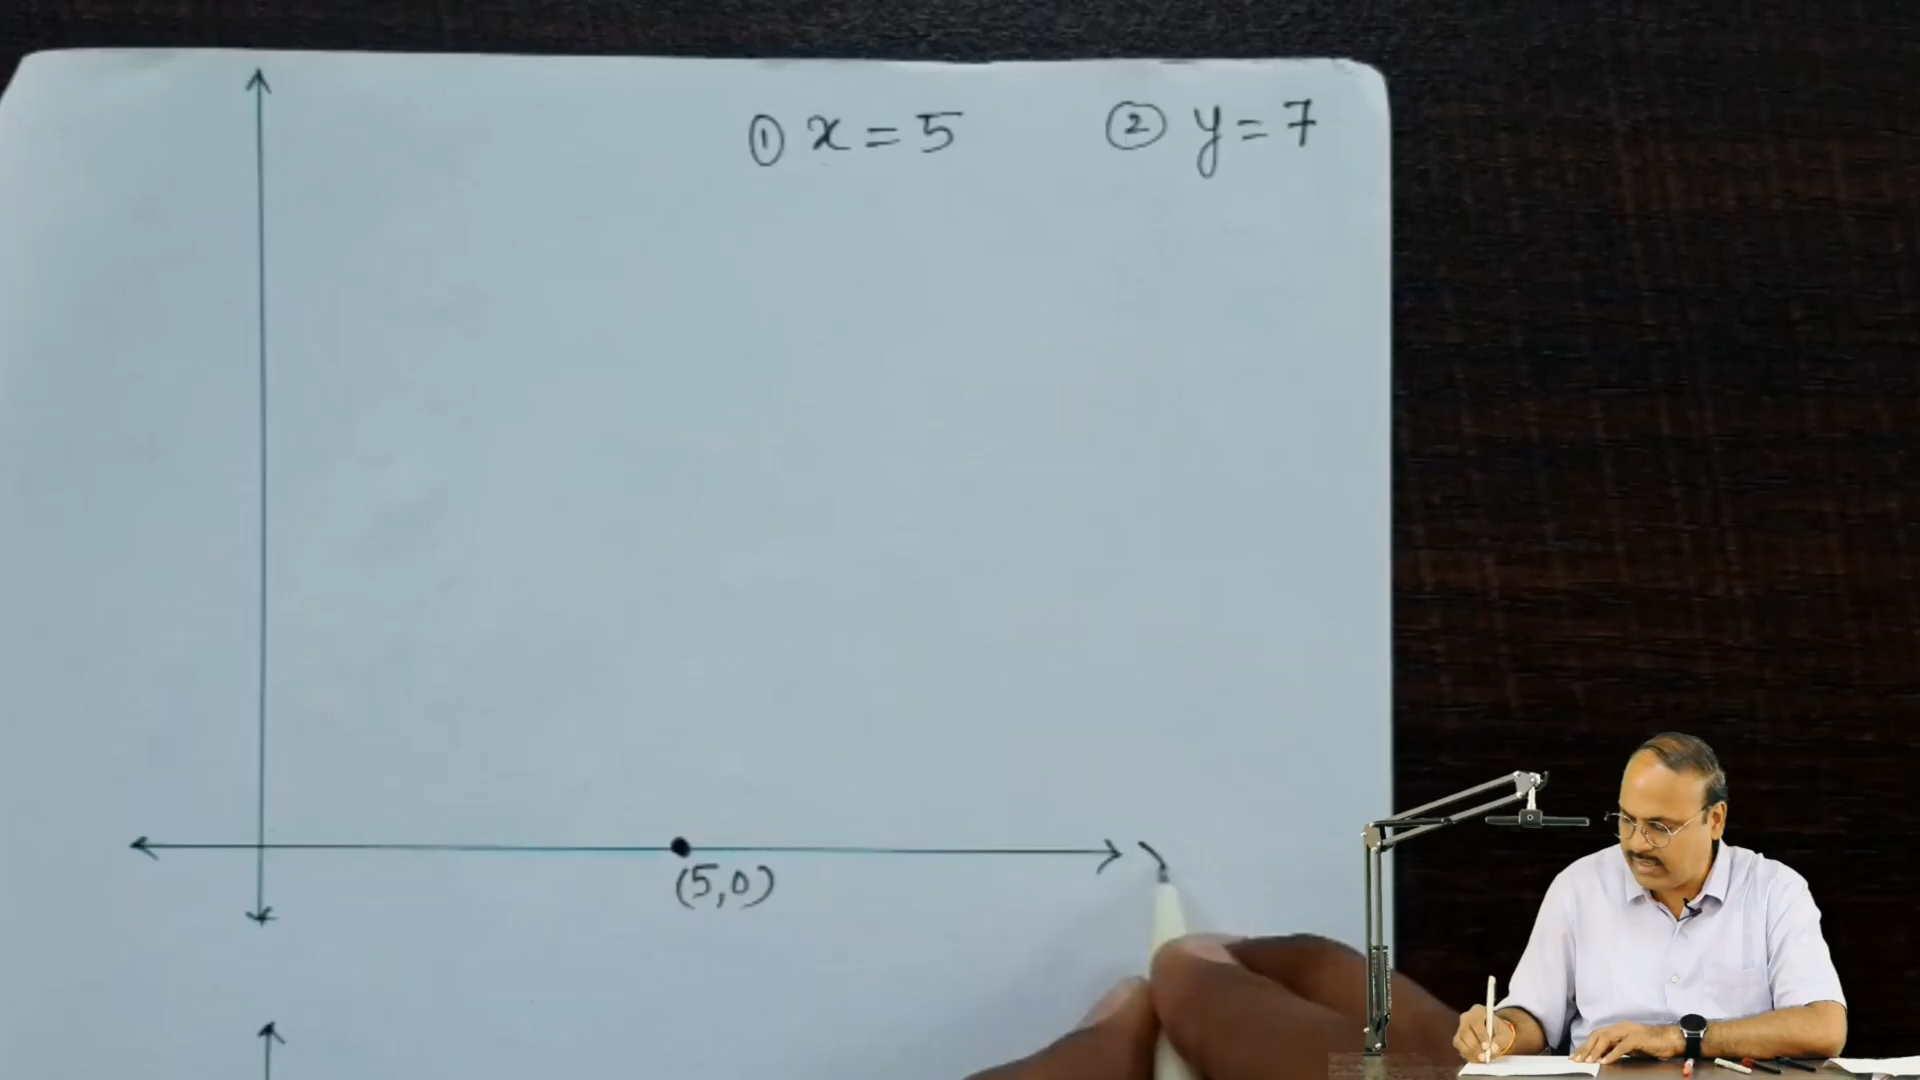 ① x = 5 ② y = 7
(5,0)